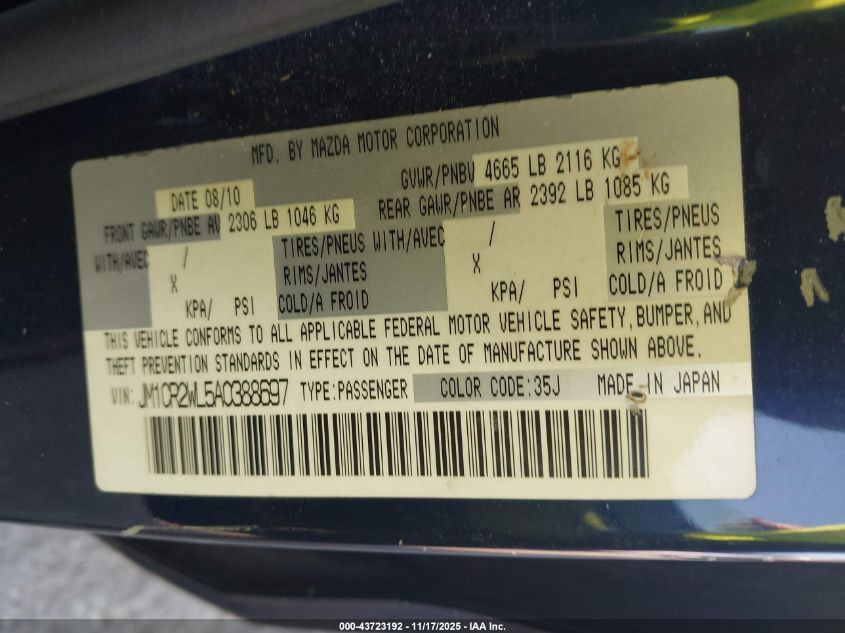 MFD. BY MAZDA MOTOR CORPORATION
DATE 08/10 GVWR/PNBV 4665 LB 2116 KG
FRONT GAWR/PNBE AV 2306 LB 1046 KG REAR GAWR/PNBE AR 2392 LB 1085 KG
WITH/AVEC / TIRES/PNEUS WITH/AVEC / TIRES/PNEUS
X RIMS/JANTES X RIMS/JANTES
KPA/ PSI COLD/A FROID KPA/ PSI COLD/A FROID
THIS VEHICLE CONFORMS TO ALL APPLICABLE FEDERAL MOTOR VEHICLE SAFETY, BUMPER, AND
THEFT PREVENTION STANDARDS IN EFFECT ON THE DATE OF MANUFACTURE SHOWN ABOVE.
VIN: JM1CR2WL5A0388697 TYPE:PASSENGER COLOR CODE:35J MADE IN JAPAN
000-43723192 - 11/17/2025 - IAA Inc.